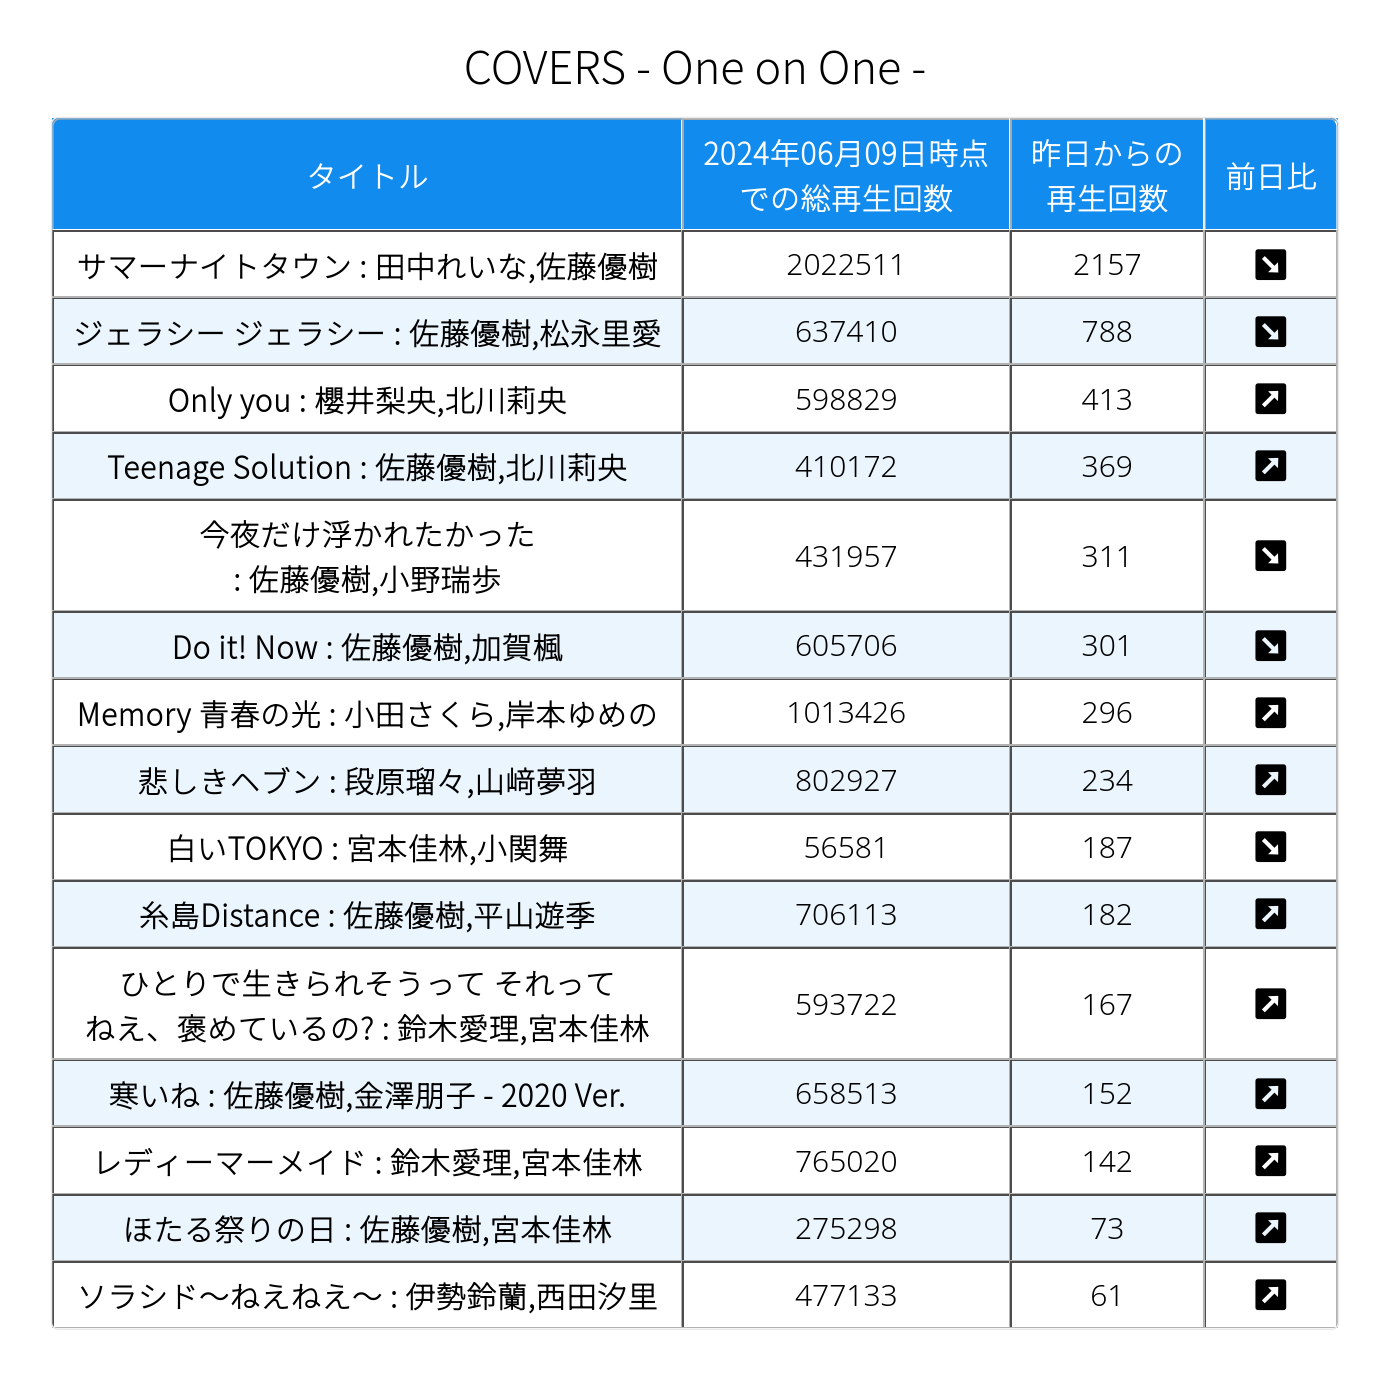 COVERS - One on One -
タイトル
2024年06月09日時点
での総再生回数
昨日からの
再生回数
前日比
サマーナイトタウン : 田中れいな,佐藤優樹 2022511 2157
ジェラシー ジェラシー : 佐藤優樹,松永里愛 637410 788
Only you : 櫻井梨央,北川莉央 598829 413
Teenage Solution : 佐藤優樹,北川莉央 410172 369
今夜だけ浮かれたかった
: 佐藤優樹,小野瑞歩 431957 311
Do it! Now : 佐藤優樹,加賀楓 605706 301
Memory 青春の光 : 小田さくら,岸本ゆめの 1013426 296
悲しきヘブン : 段原瑠々,山﨑夢羽 802927 234
白いTOKYO : 宮本佳林,小関舞 56581 187
糸島Distance : 佐藤優樹,平山遊季 706113 182
ひとりで生きられそうって それって
ねえ、褒めているの? : 鈴木愛理,宮本佳林 593722 167
寒いね : 佐藤優樹,金澤朋子 - 2020 Ver. 658513 152
レディーマーメイド : 鈴木愛理,宮本佳林 765020 142
ほたる祭りの日 : 佐藤優樹,宮本佳林 275298 73
ソラシド〜ねえねえ〜 : 伊勢鈴蘭,西田汐里 477133 61